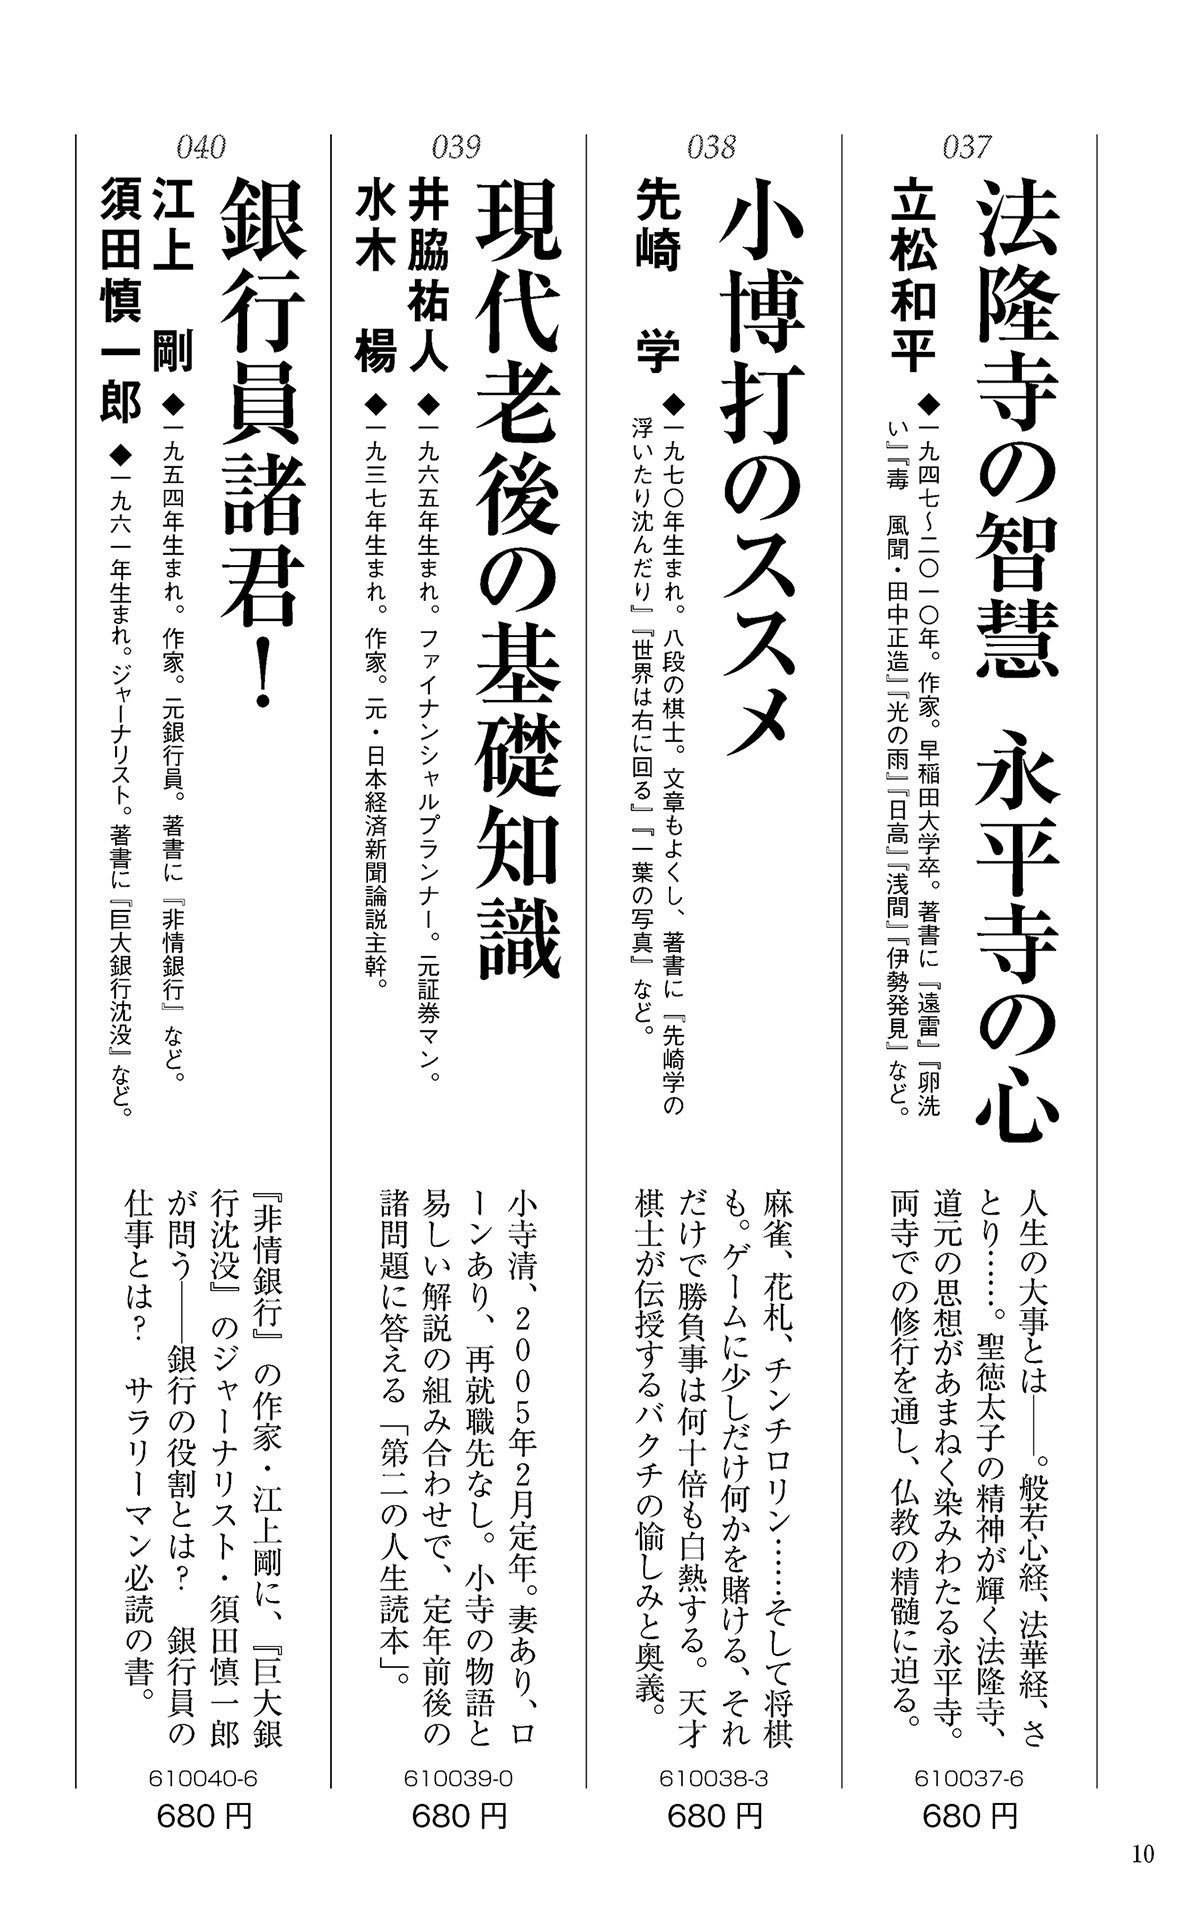 037
法隆寺の智慧　永平寺の心
立松和平
◆一九四七〜二〇一〇年。作家。早稲田大学卒。著書に『遠雷』『卵洗
い』『毒　風聞・田中正造』『光の雨』『日高』『浅間』『伊勢発見』など。
人生の大事とは――。般若心経、法華経、さ
とり……。聖徳太子の精神が輝く法隆寺、
道元の思想があまねく染みわたる永平寺。
両寺での修行を通し、仏教の精髄に迫る。
610037-6
680円
038
小博打のススメ
先崎　学
◆一九七〇年生まれ。八段の棋士。文章もよくし、著書に『先崎学の
浮いたり沈んだり』『世界は右に回る』『一葉の写真』など。
麻雀、花札、チンチロリン……そして将棋
も。ゲームに少しだけ何かを賭ける、それ
だけで勝負事は何十倍も白熱する。天才
棋士が伝授するバクチの愉しみと奥義。
610038-3
680円
039
現代老後の基礎知識
井脇祐人
◆一九六五年生まれ。ファイナンシャルプランナー。元証券マン。
水木　楊
◆一九三七年生まれ。作家。元・日本経済新聞論説主幹。
小寺清、2005年2月定年。妻あり、ロ
ーンあり、再就職先なし。小寺の物語と
易しい解説の組み合わせで、定年前後の
諸問題に答える「第二の人生読本」。
610039-0
680円
040
銀行員諸君！
江上　剛
◆一九五四年生まれ。作家。元銀行員。著書に『非情銀行』など。
須田慎一郎
◆一九六一年生まれ。ジャーナリスト。著書に『巨大銀行沈没』など。
『非情銀行』の作家・江上剛に、『巨大銀
行沈没』のジャーナリスト・須田慎一郎
が問う――銀行の役割とは？　銀行員の
仕事とは？　サラリーマン必読の書。
610040-6
680円
10